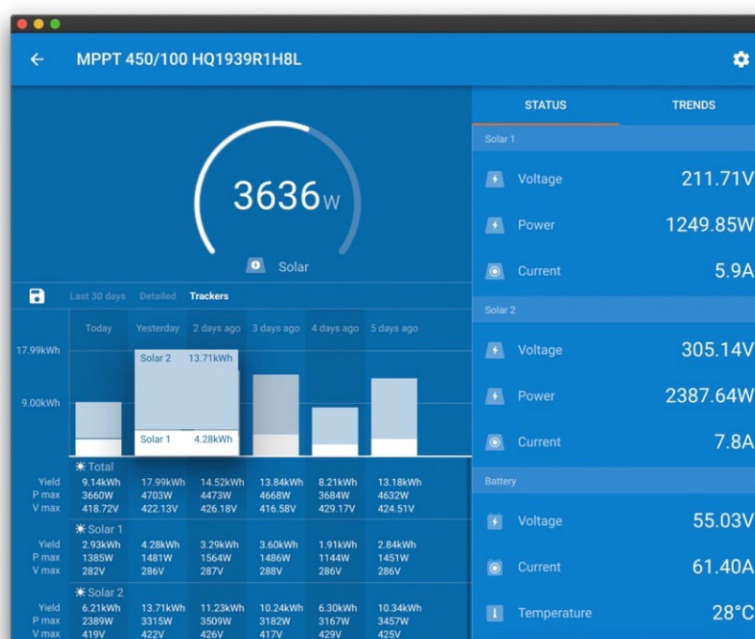 MPPT 450/100 HQ1939R1H8L
3636W
Solar
Last 30 days Detailed Trackers
Today Yesterday 2 days ago 3 days ago 4 days ago 5 days ago
17.99kWh
9.00kWh
Solar 2 13.71kWh
Solar 1 4.28kWh
Total
Yield 9.14kWh 17.99kWh 14.52kWh 13.84kWh 8.21kWh 13.18kWh
P max 3660W 4703W 4473W 4668W 3684W 4632W
V max 418.72V 422.13V 426.18V 416.58V 429.17V 424.51V
Solar 1
Yield 2.93kWh 4.28kWh 3.29kWh 3.60kWh 1.91kWh 2.84kWh
P max 1385W 1481W 1564W 1486W 1144W 1451W
V max 282V 286V 287V 288V 286V 286V
Solar 2
Yield 6.21kWh 13.71kWh 11.23kWh 10.24kWh 6.30kWh 10.34kWh
P max 2389W 3315W 3509W 3182W 3167W 3457W
V max 419V 422V 426V 417V 429V 425V
STATUS TRENDS
Solar 1
Voltage 211.71V
Power 1249.85W
Current 5.9A
Solar 2
Voltage 305.14V
Power 2387.64W
Current 7.8A
Battery
Voltage 55.03V
Current 61.40A
Temperature 28°C